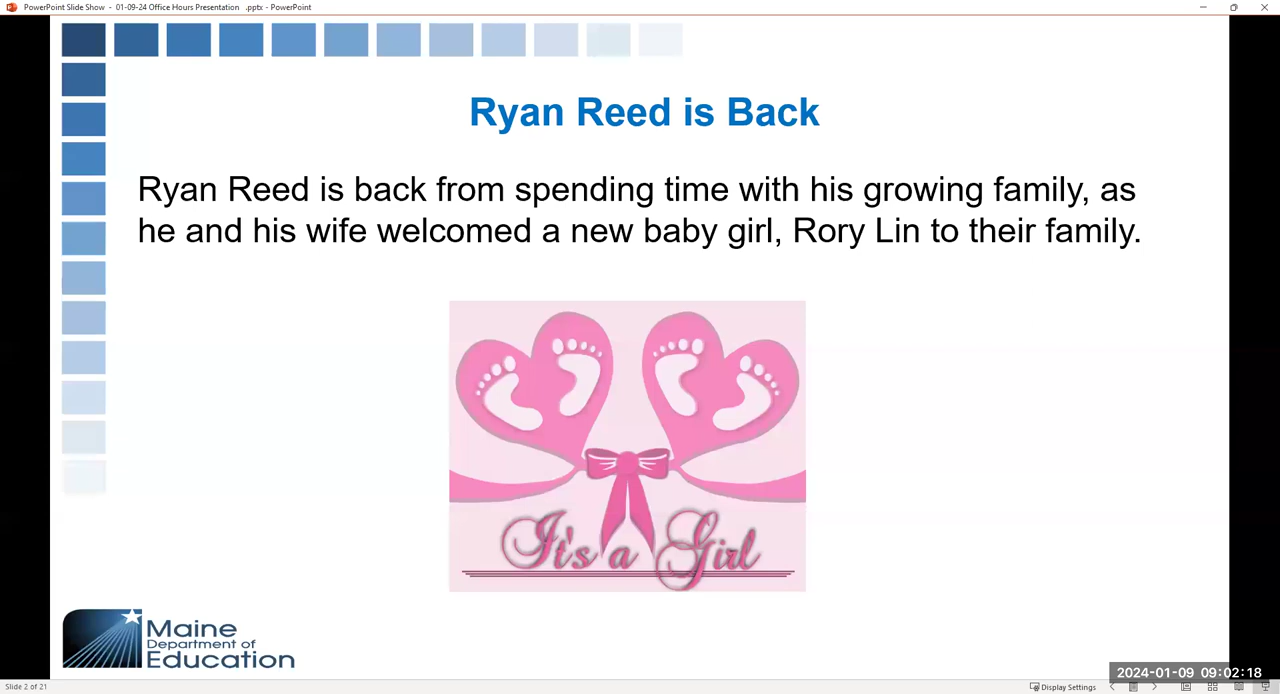 PowerPoint Slide Show - 01-09-24 Office Hours Presentation .pptx - PowerPoint
Ryan Reed is Back
Ryan Reed is back from spending time with his growing family, as
he and his wife welcomed a new baby girl, Rory Lin to their family.
It's a Girl
Maine
Department of
Education
2024-01-09 09:02:18
Slide 2 of 21
Display Settings